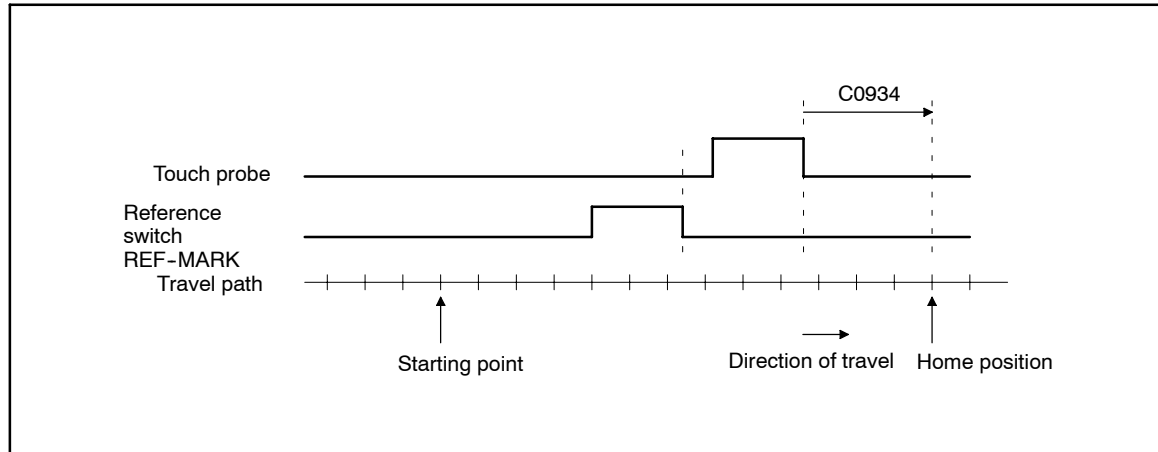 C0934
Touch probe
Reference
switch
REF-MARK
Travel path
Starting point
Direction of travel
Home position